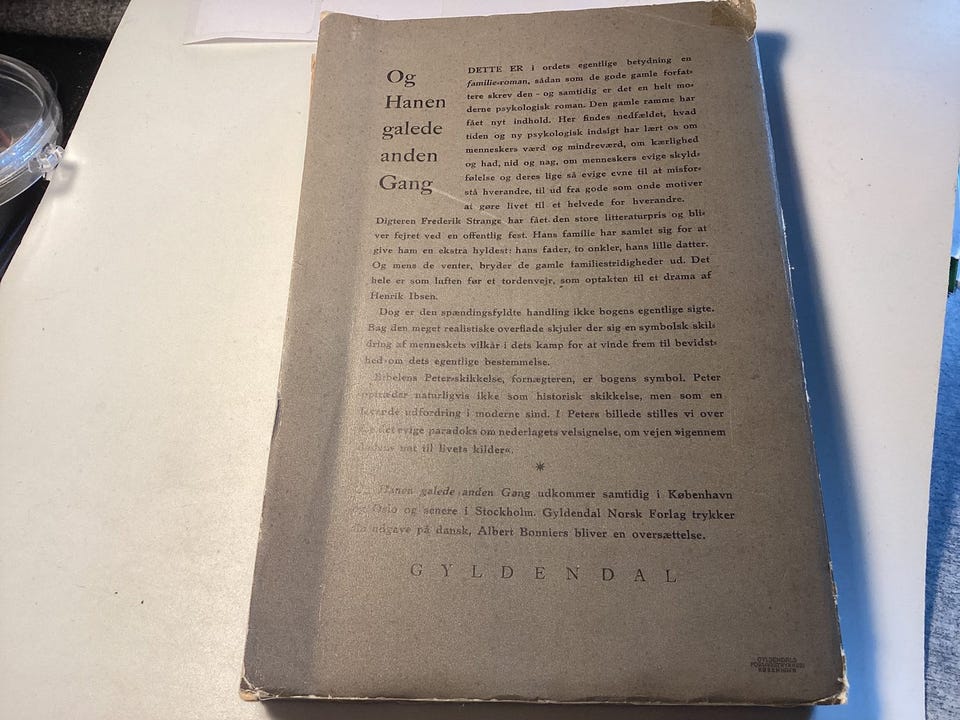 Og
Hanen
galede
anden
Gang
DETTE ER i ordets egentlige betydning en
familie-roman, sådan som de gode gamle forfat-
tere skrev den - og samtidig er det en helt mo-
derne psykologisk roman. Den gamle ramme har
fået nyt indhold. Her findes nedfældet, hvad
tiden og ny psykologisk indsigt har lært os om
menneskers værd og mindreværd, om kærlighed
og had, nid og nag, om menneskers evige skyld-
følelse og deres lige så evige evne til at misfor-
stå hverandre, til ud fra gode som onde motiver
at gøre livet til et helvede for hverandre.
Digteren Frederik Strange har fået den store litteraturpris og bli-
ver fejret ved en offentlig fest. Hans familie har samlet sig for at
give ham en ekstra hyldest: hans fader, to onkler, hans lille datter.
Og mens de venter, bryder de gamle familiestridigheder ud. Det
hele er som luften før et tordenvejr, som optakten til et drama af
Henrik Ibsen.
Dog er den spændingsfyldte handling ikke bogens egentlige sigte.
Bag den meget realistiske overflade skjuler der sig en symbolsk skil-
dring af menneskets vilkår i dets kamp for at vinde frem til bevidst-
hed om dets egentlige bestemmelse.
Bibelens Peter-skikkelse, fornægteren, er bogens symbol. Peter
optræder naturligvis ikke som historisk skikkelse, men som en
levende udfordring i moderne sind. I Peters billede stilles vi over
for det evige paradoks om nederlagets velsignelse, om vejen »igennem
nat til livets kilder«.
Hanen galede anden Gang udkommer samtidig i København
og Oslo og senere i Stockholm. Gyldendal Norsk Forlag trykker
udgave på dansk, Albert Bonniers bliver en oversættelse.
GYLDENDAL
GYLDENDALS
FORLAGSTRYKKERI
KØBENHAVN